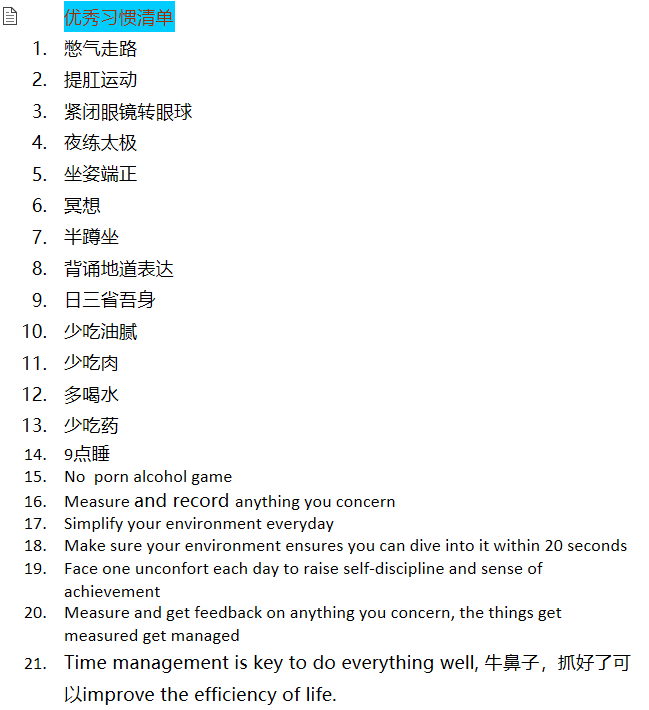 优秀习惯清单
1. 憋气走路
2. 提肛运动
3. 紧闭眼镜转眼球
4. 夜练太极
5. 坐姿端正
6. 冥想
7. 半蹲坐
8. 背诵地道表达
9. 日三省吾身
10. 少吃油腻
11. 少吃肉
12. 多喝水
13. 少吃药
14. 9点睡
15. No  porn alcohol game
16. Measure and record anything you concern
17. Simplify your environment everyday
18. Make sure your environment ensures you can dive into it within 20 seconds
19. Face one unconfort each day to raise self-discipline and sense of
achievement
20. Measure and get feedback on anything you concern, the things get
measured get managed
21. Time management is key to do everything well, 牛鼻子，抓好了可
以improve the efficiency of life.